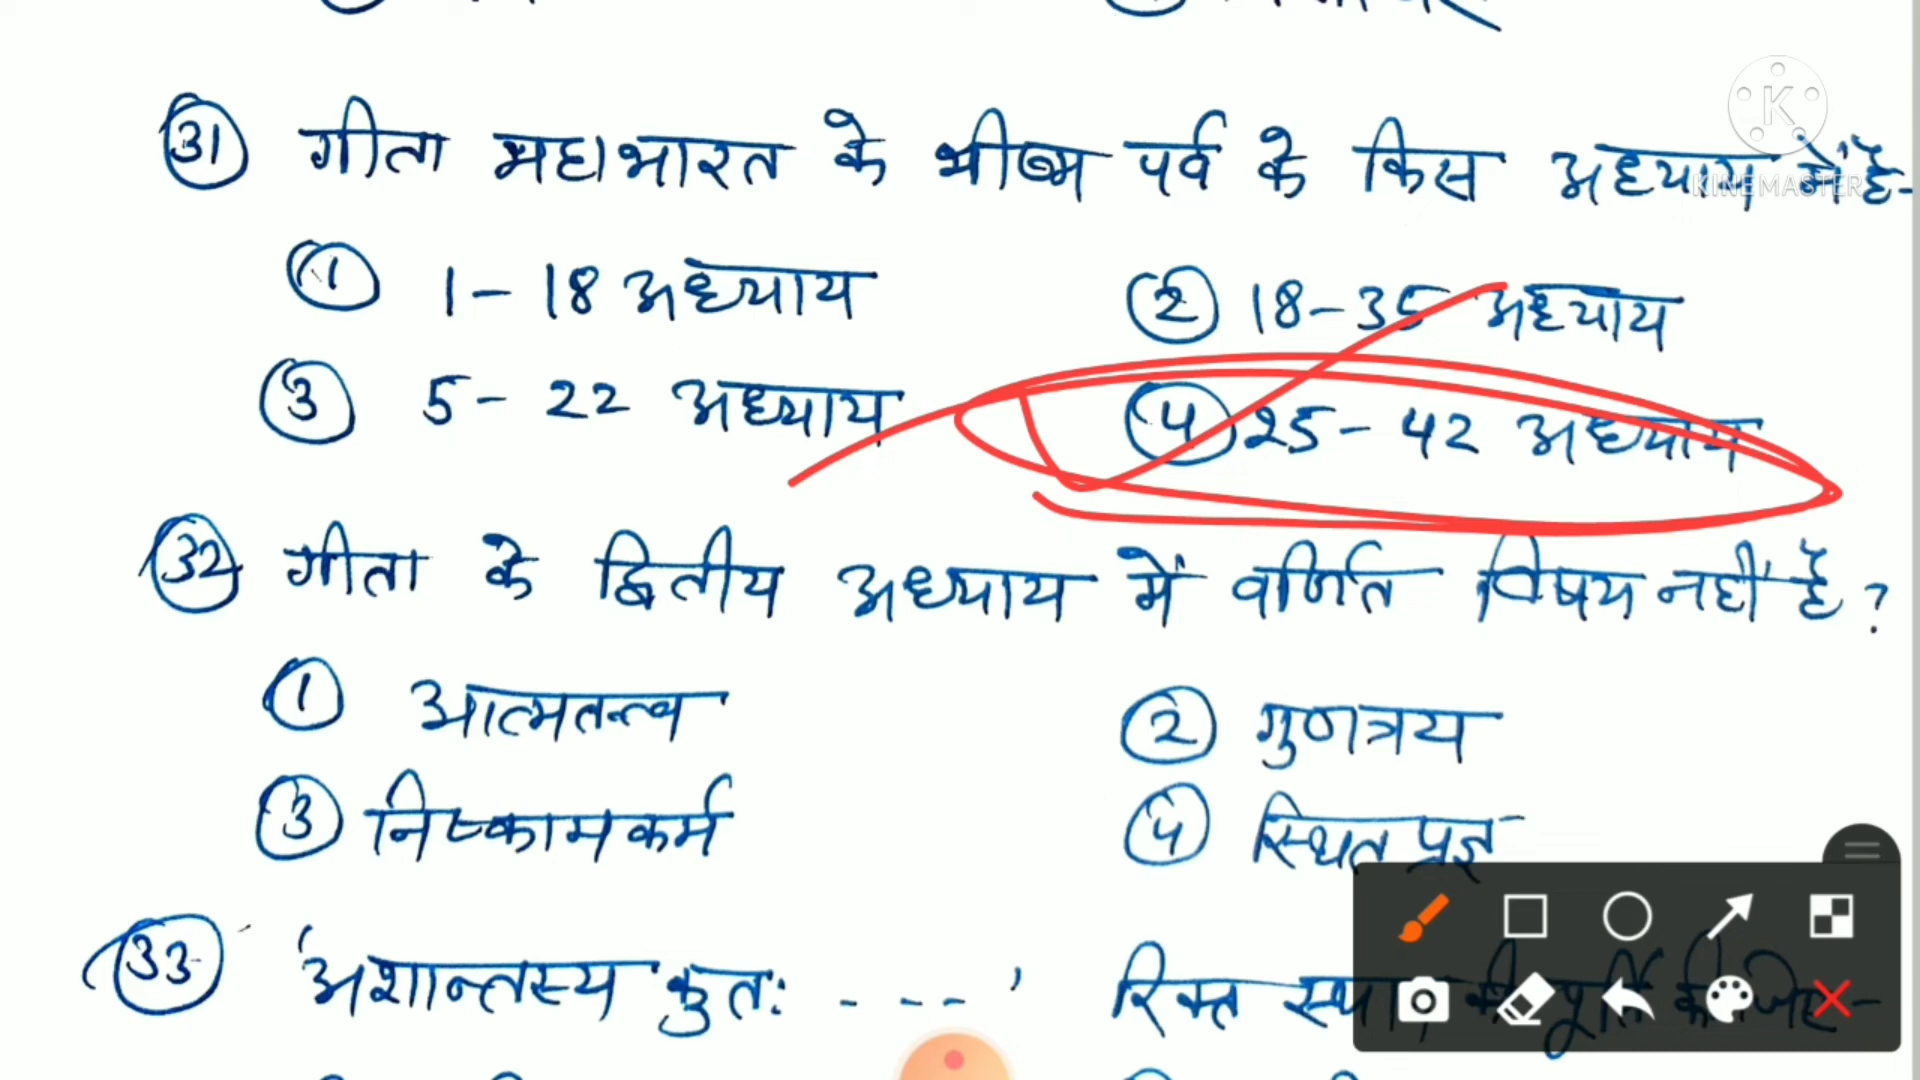 31 गीता महाभारत के भीष्म पर्व के किस अध्याय में है-
1 1-18 अध्याय 2 18-35 अध्याय
3 5-22 अध्याय 4 25-42 अध्याय
32 गीता के द्वितीय अध्याय में वर्णित विषय नहीं है ?
1 आत्मतत्त्व 2 गुणत्रय
3 निष्कामकर्म 4 स्थित प्रज्ञ
33 'अशान्तस्य कुतः ----' रिक्त स्थान की पूर्ति कीजिए-
K
KINEMASTER